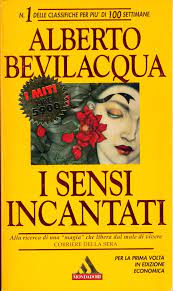 N. 1 DELLE CLASSIFICHE PER PIU' DI 100 SETTIMANE
ALBERTO
BEVILACQUA
I MITI
I SENSI
INCANTATI
Alla ricerca di una "magia" che libera dal male di vivere
CORRIERE DELLA SERA
PER LA PRIMA VOLTA
IN EDIZIONE
ECONOMICA
MONDADORI